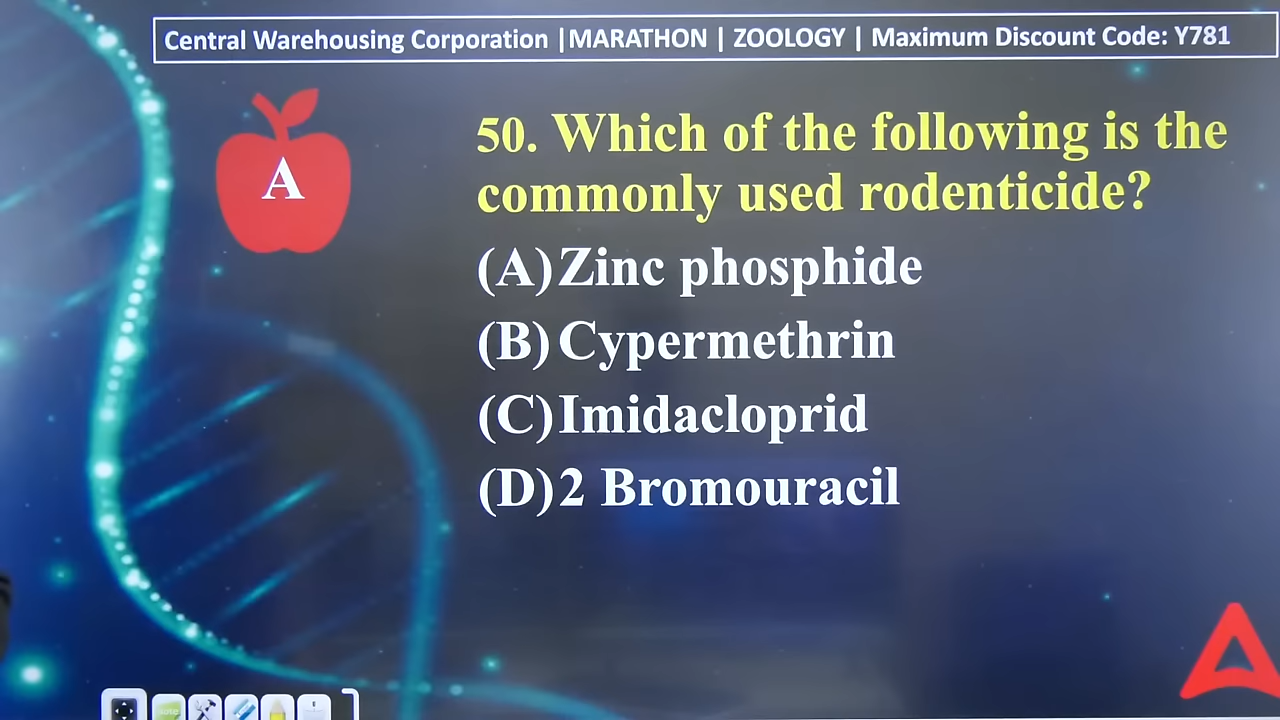 Central Warehousing Corporation |MARATHON | ZOOLOGY | Maximum Discount Code: Y781
A
50. Which of the following is the
commonly used rodenticide?
(A) Zinc phosphide
(B) Cypermethrin
(C) Imidacloprid
(D) 2 Bromouracil